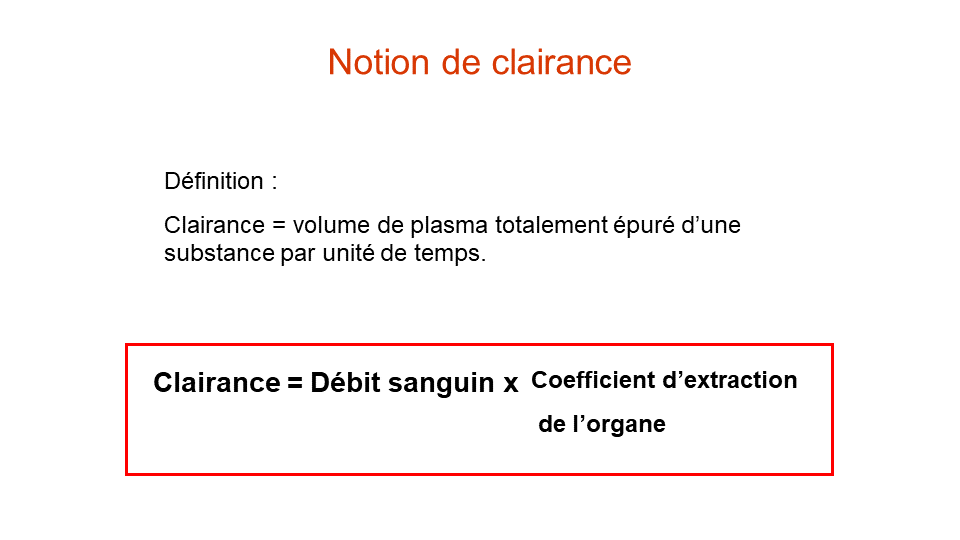 Notion de clairance
Définition :
Clairance = volume de plasma totalement épuré d’une
substance par unité de temps.
Clairance = Débit sanguin x Coefficient d’extraction
de l’organe